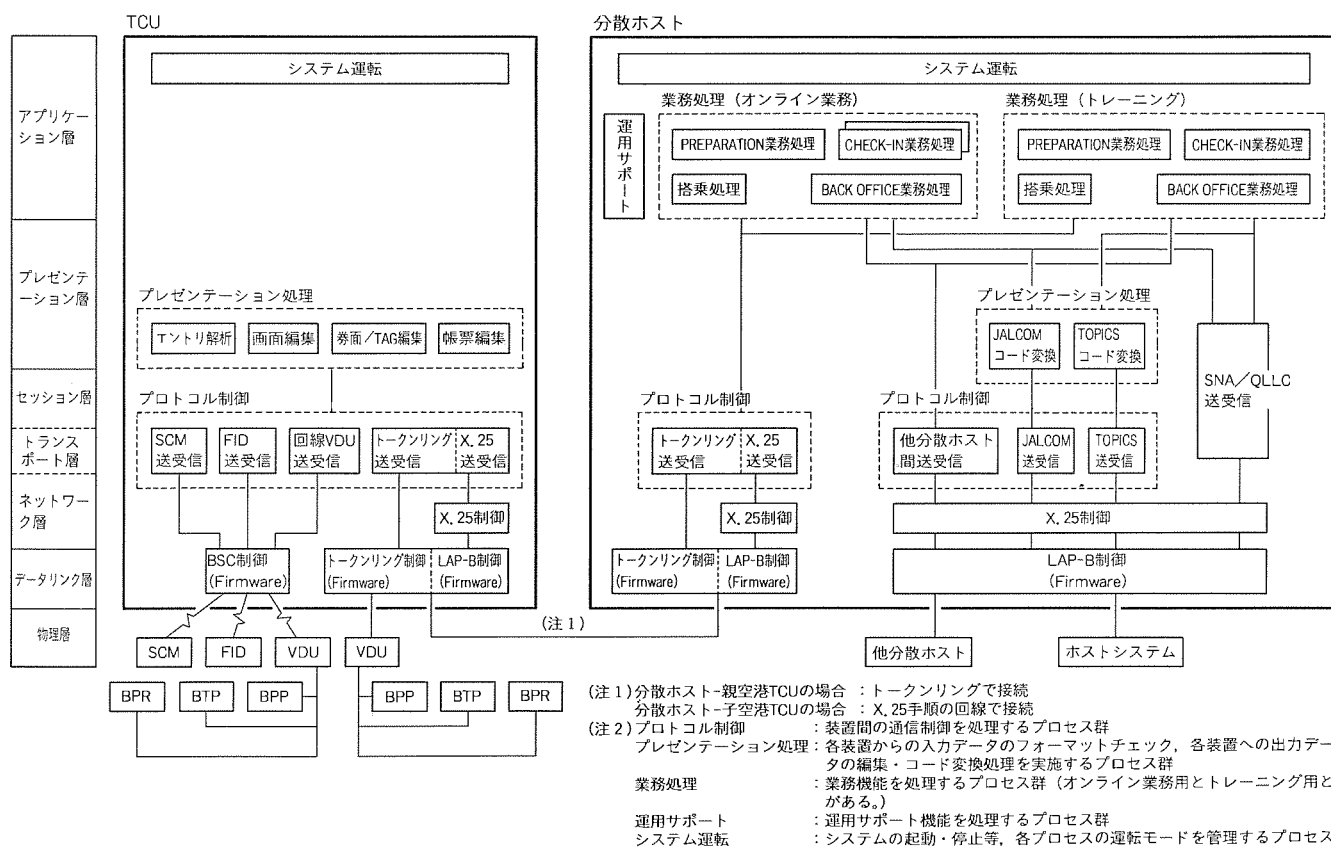 TCU
分散ホスト
アプリケー
ション層
プレゼンテ
ーション層
セッション層
トランス
ポート層
ネットワー
ク層
データリンク層
物理層
システム運転
プレゼンテーション処理
エントリ解析
画面編集
券面/TAG編集
帳票編集
プロトコル制御
SCM
送受信
FID
送受信
回線VDU
送受信
トークンリング
送受信
X.25
送受信
X.25制御
BSC制御
(Firmware)
トークンリング制御
(Firmware)
LAP-B制御
(Firmware)
SCM
FID
VDU
VDU
BPR
BTP
BPP
BPP
BTP
BPR
(注1)
システム運転
運用サポート
業務処理(オンライン業務)
PREPARATION業務処理
CHECK-IN業務処理
搭乗処理
BACK OFFICE業務処理
業務処理(トレーニング)
PREPARATION業務処理
CHECK-IN業務処理
搭乗処理
BACK OFFICE業務処理
プレゼンテーション処理
JALCOM
コード変換
TOPICS
コード変換
SNA/QLLC
送受信
プロトコル制御
トークンリング
送受信
X.25
送受信
プロトコル制御
他分散ホスト
間送受信
JALCOM
送受信
TOPICS
送受信
X.25制御
X.25制御
トークンリング制御
(Firmware)
LAP-B制御
(Firmware)
LAP-B制御
(Firmware)
他分散ホスト
ホストシステム
(注1)分散ホスト-親空港TCUの場合 :トークンリングで接続
分散ホスト-子空港TCUの場合 :X.25手順の回線で接続
(注2)プロトコル制御 :装置間の通信制御を処理するプロセス群
プレゼンテーション処理:各装置からの入力データのフォーマットチェック,各装置への出力デー
タの編集・コード変換処理を実施するプロセス群
業務処理 :業務機能を処理するプロセス群(オンライン業務用とトレーニング用と
がある。)
運用サポート :運用サポート機能を処理するプロセス群
システム運転 :システムの起動・停止等,各プロセスの運転モードを管理するプロセス